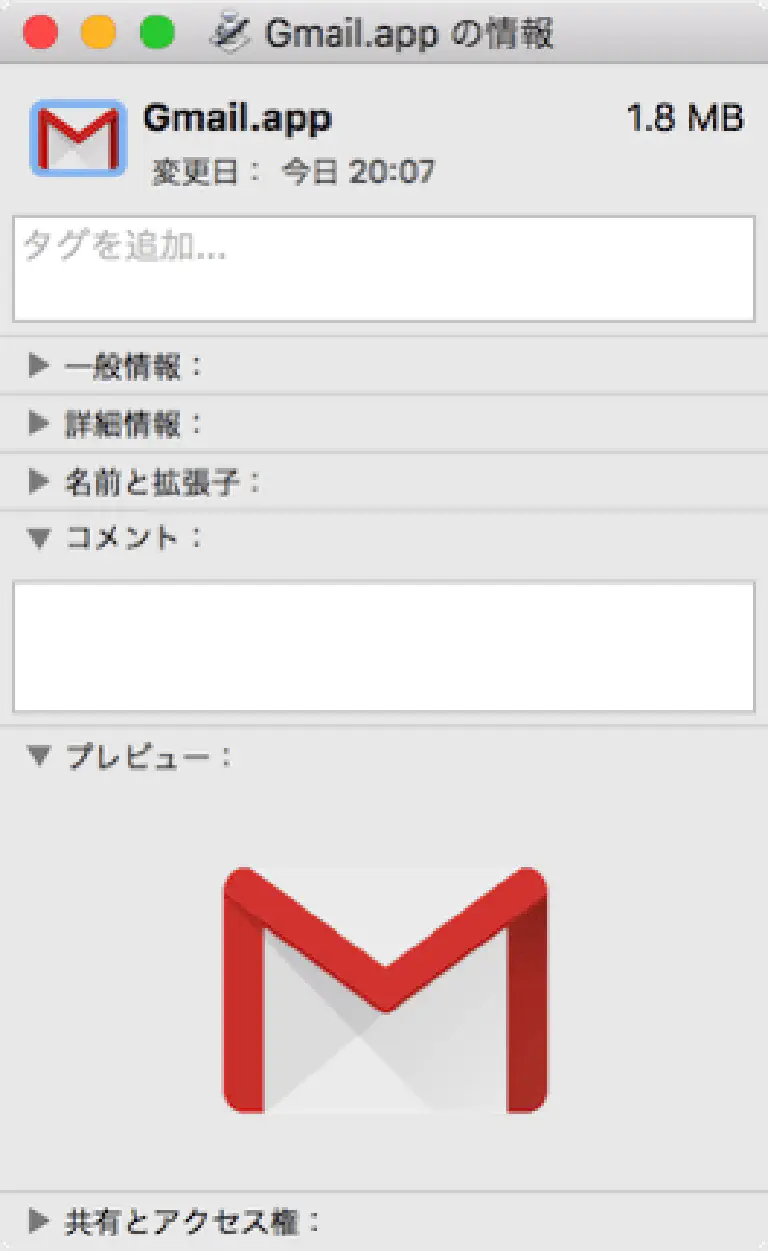 Gmail.app の情報
Gmail.app 1.8 MB
変更日： 今日 20:07
タグを追加...
一般情報：
詳細情報：
名前と拡張子：
コメント：
プレビュー：
共有とアクセス権：